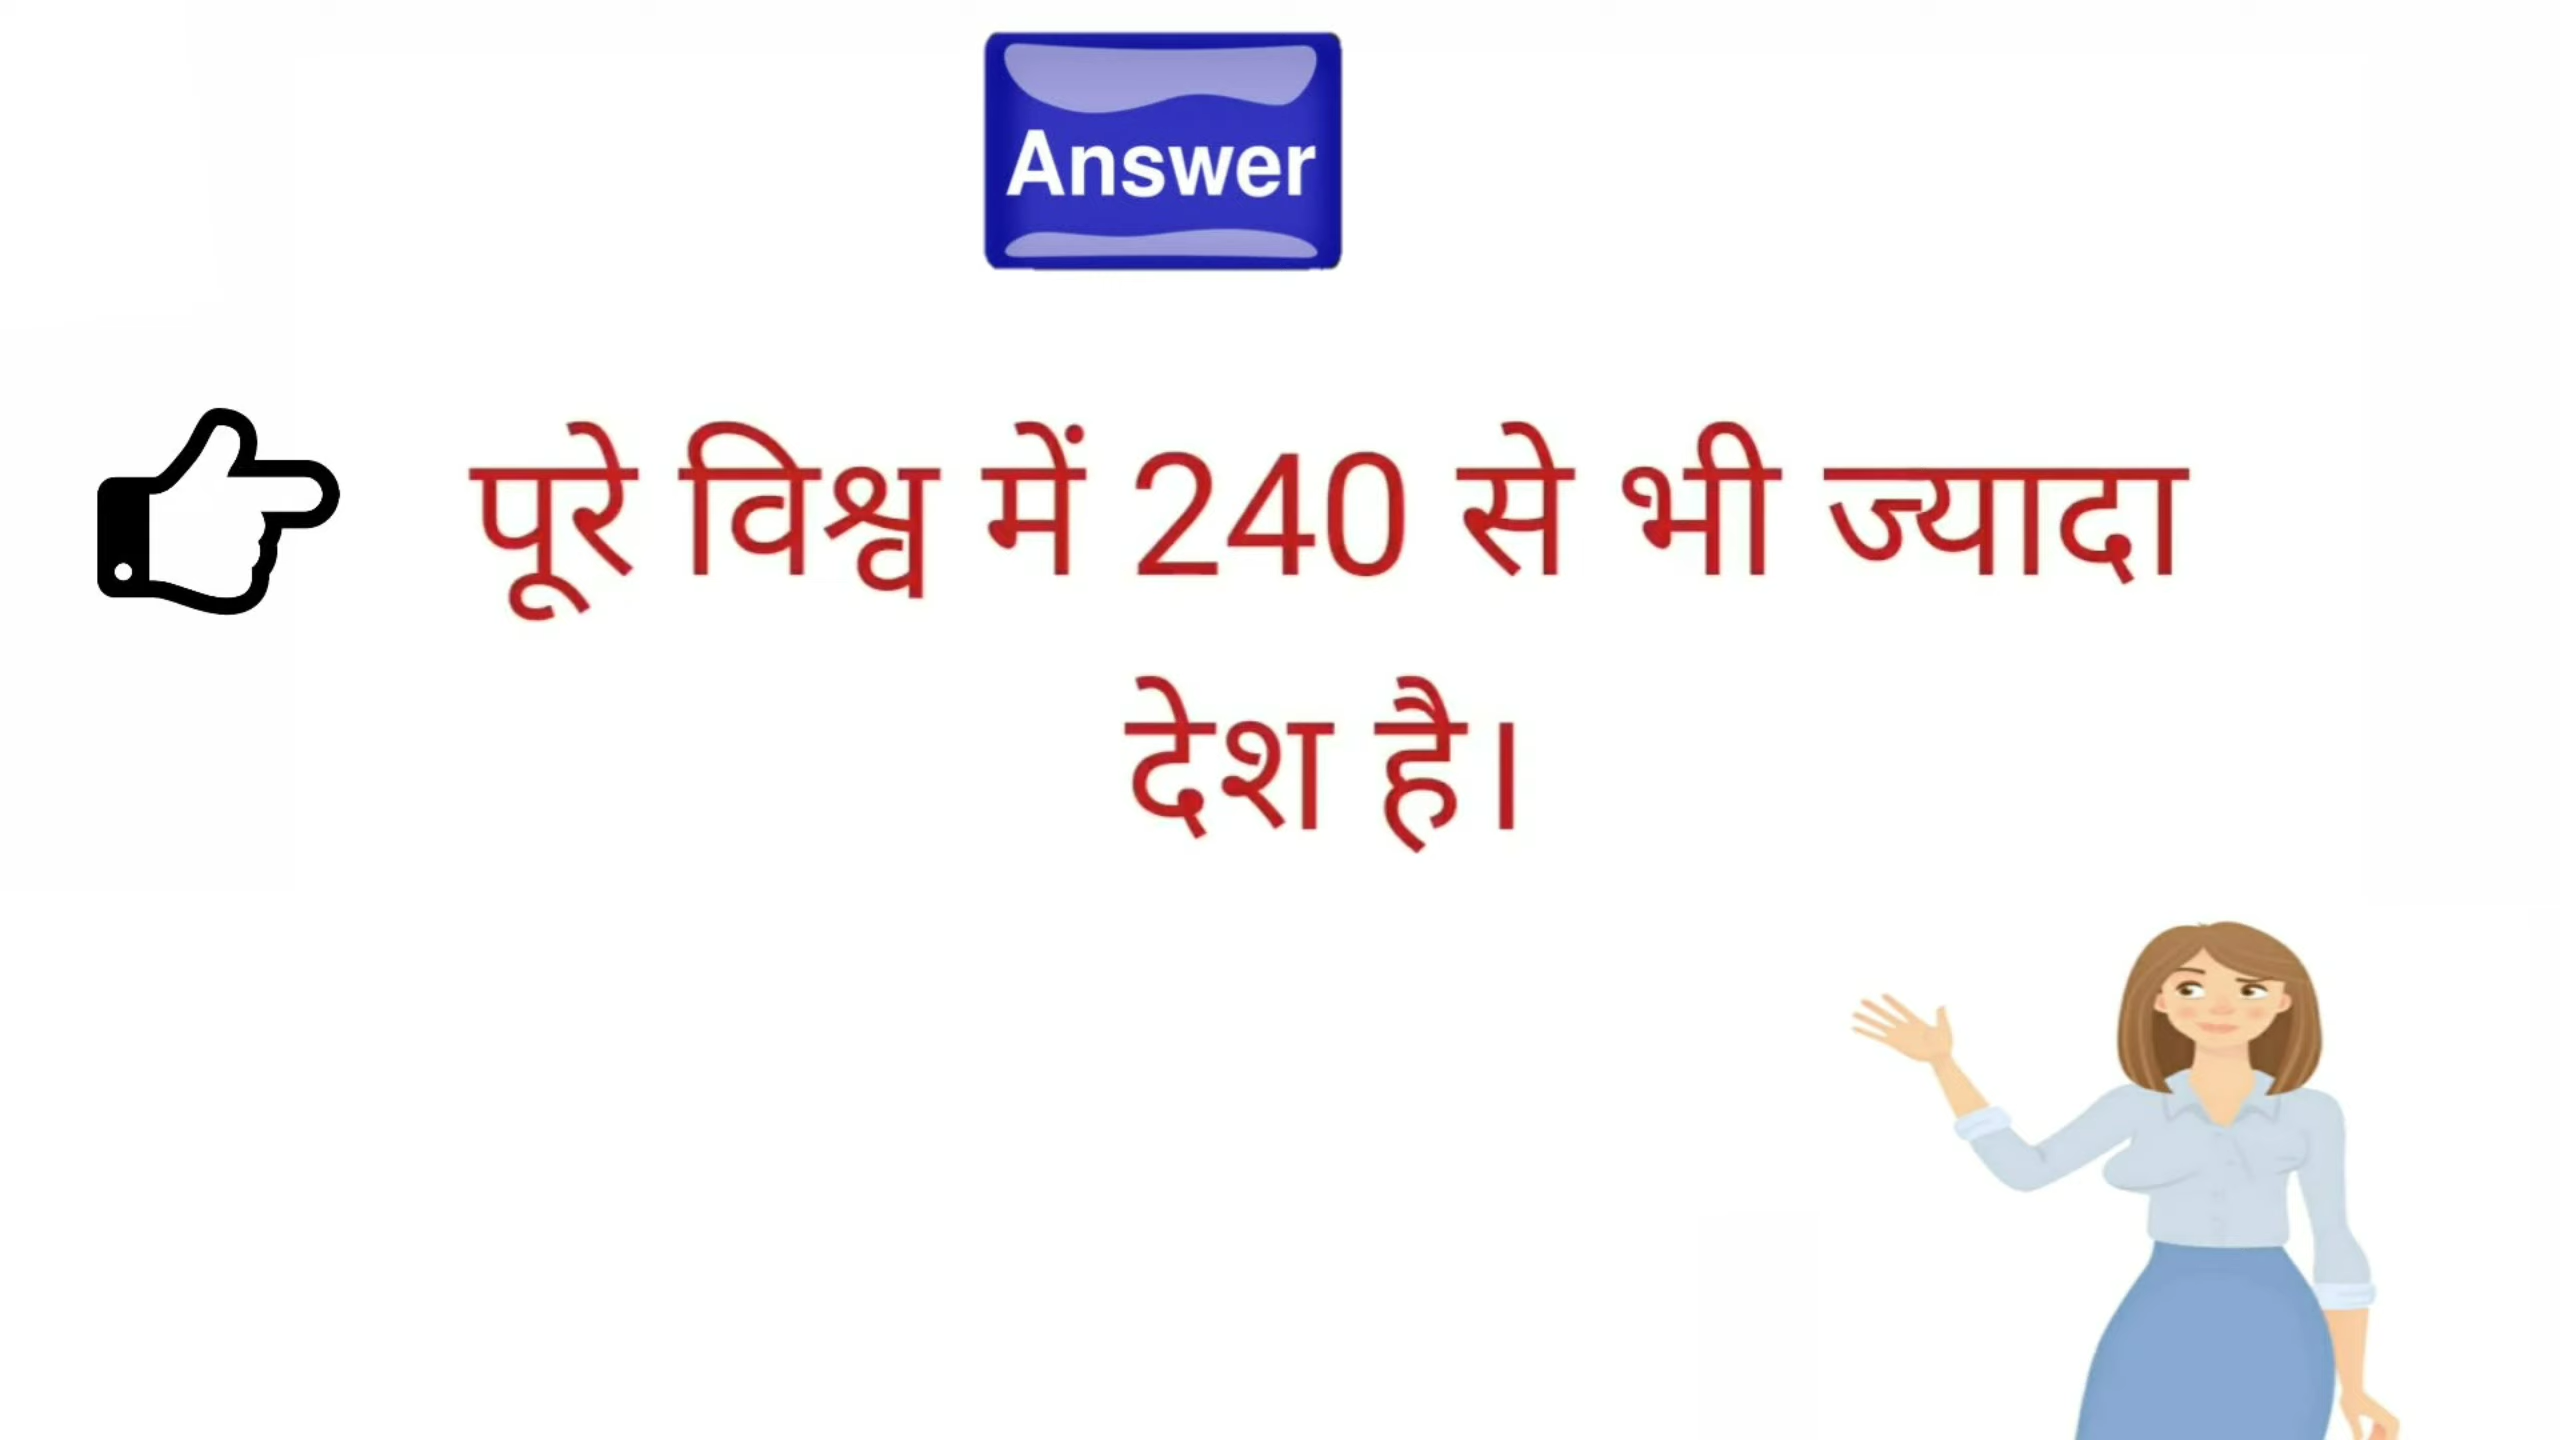 Answer
पूरे विश्व में 240 से भी ज्यादा
देश है।